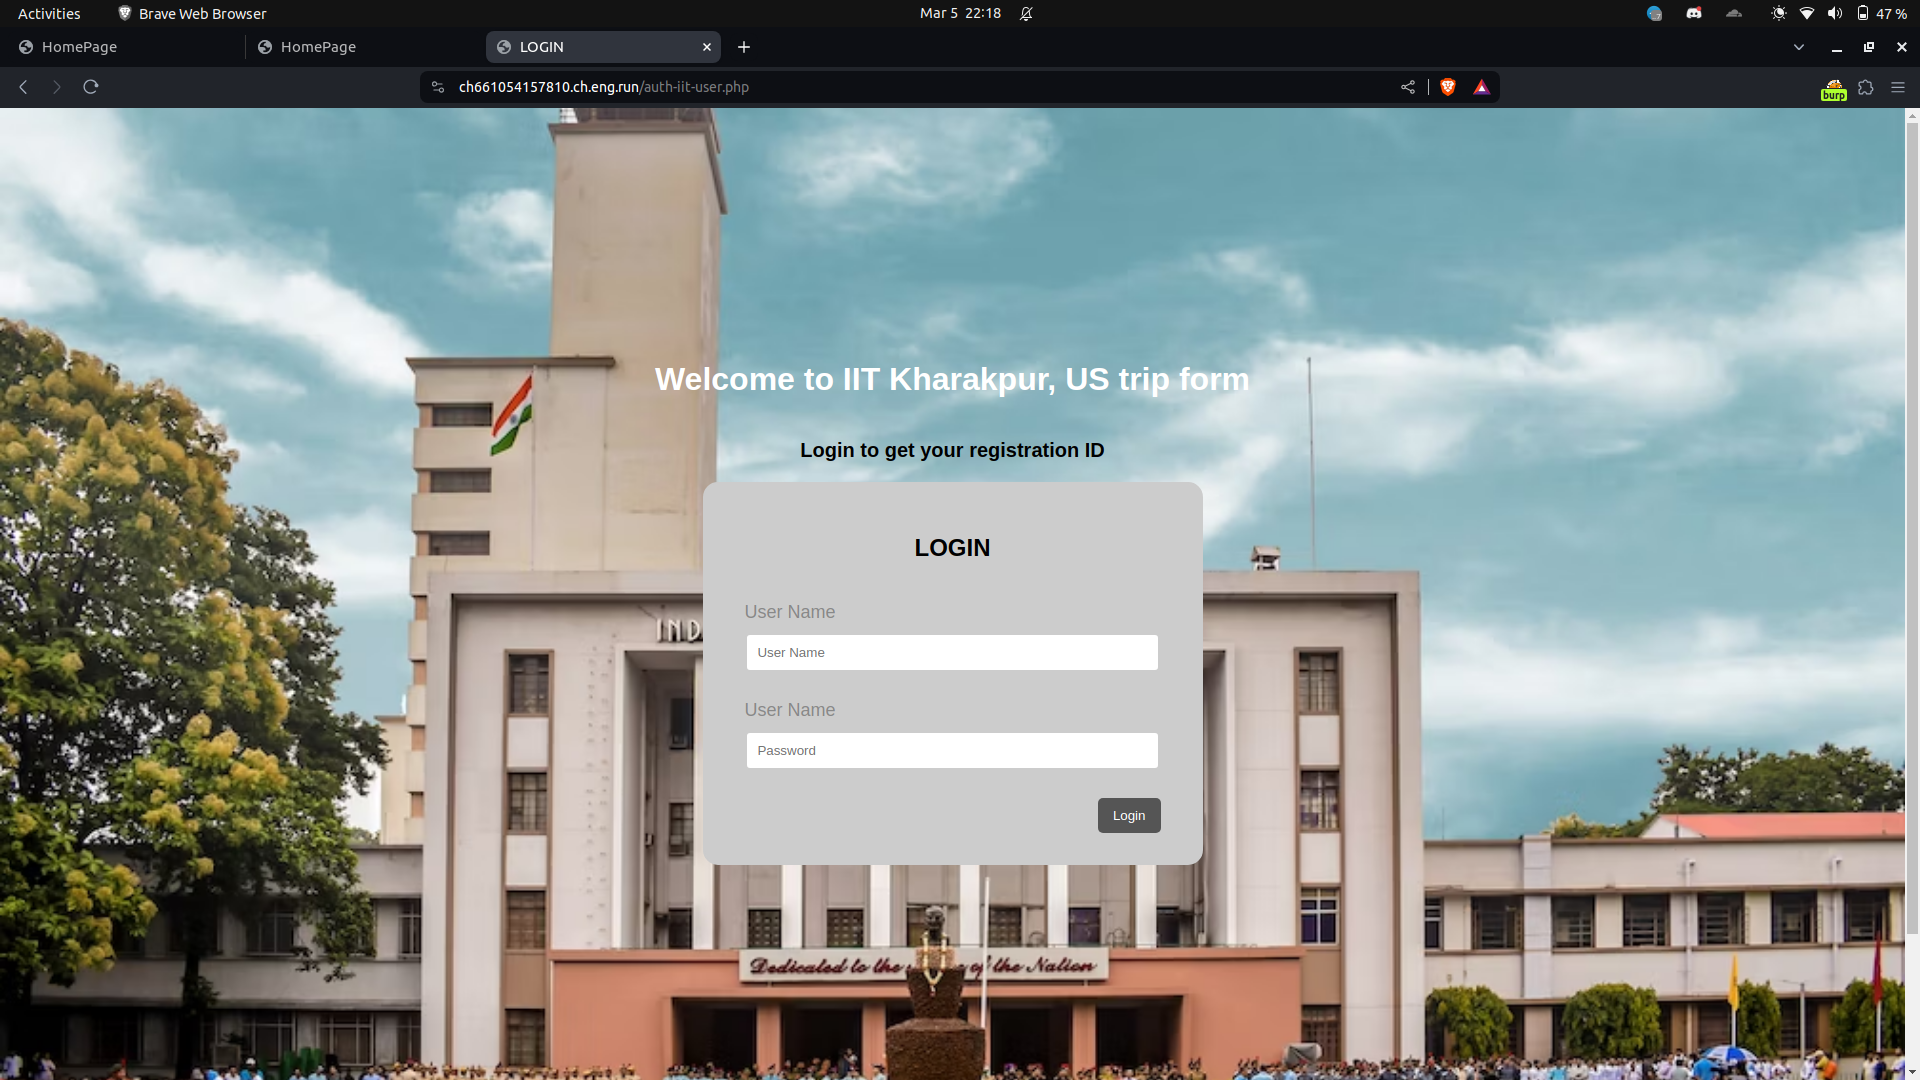 Activities Brave Web Browser Mar 5 22:18 47 %
HomePage HomePage LOGIN
ch661054157810.ch.eng.run/auth-iit-user.php burp
Welcome to IIT Kharakpur, US trip form
Login to get your registration ID
LOGIN
User Name
IND
User Name
User Name
Password
Login
Dedicated to the of the Nation